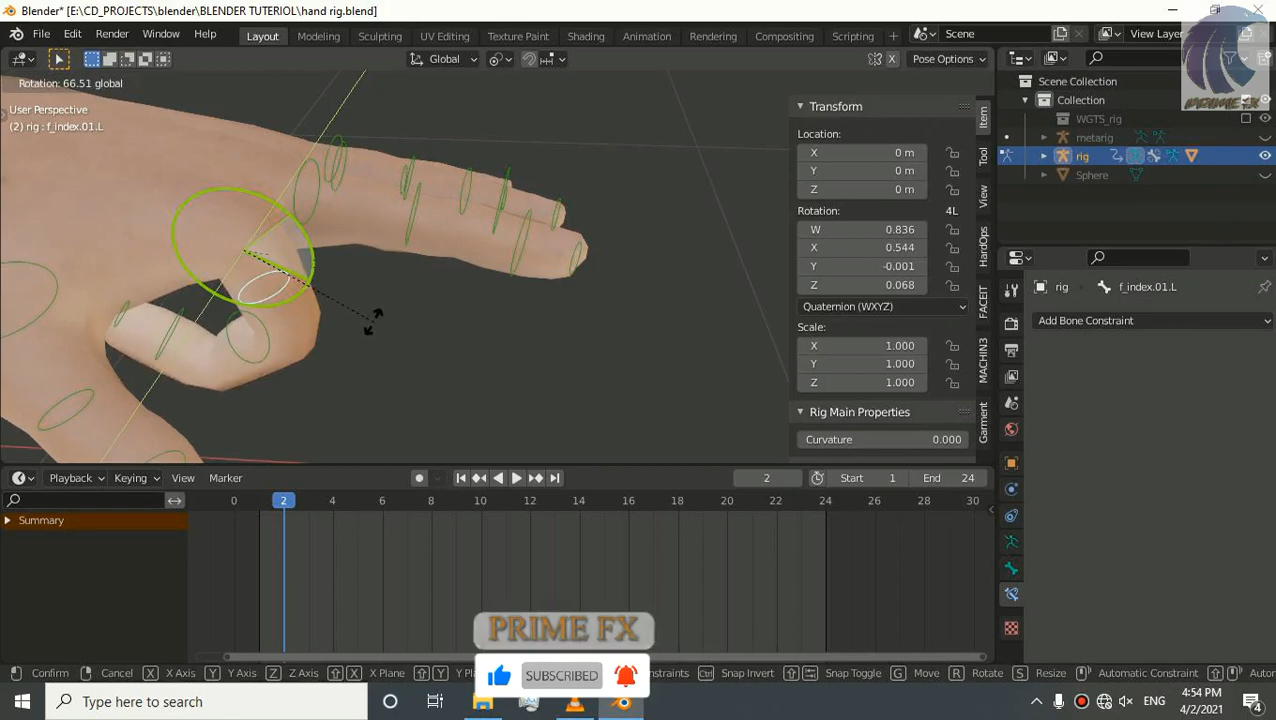 Blender* [E:\CD_PROJECTS\blender\BLENDER TUTERIOL\hand rig.blend]
File Edit Render Window Help
Layout Modeling Sculpting UV Editing Texture Paint Shading Animation Rendering Compositing Scripting +
Scene
View Layer
Global
X
Pose Options
PRIME FX
Rotation: 66.51 global
User Perspective
(2) rig : f_index.01.L
Transform
Location:
X 0 m
Y 0 m
Z 0 m
Rotation: 4L
W 0.836
X 0.544
Y -0.001
Z 0.068
Quaternion (WXYZ)
Scale:
X 1.000
Y 1.000
Z 1.000
Rig Main Properties
Curvature 0.000
Item
Tool
View
HardOps
FACEIT
MACHIN3
Garment
Scene Collection
Collection
WGTS_rig
metarig
rig
Sphere
rig f_index.01.L
Add Bone Constraint
Playback Keying View Marker
2 Start 1 End 24
0 2 4 6 8 10 12 14 16 18 20 22 24 26 28 30
Summary
PRIME FX
SUBSCRIBED
Confirm Cancel X X Axis Y Y Axis Z Z Axis X X Plane Y Y Pl
nstraints Snap Invert Snap Toggle G Move R Rotate S Resize Automatic Constraint Auto
Type here to search
ENG
4:54 PM
4/2/2021
4